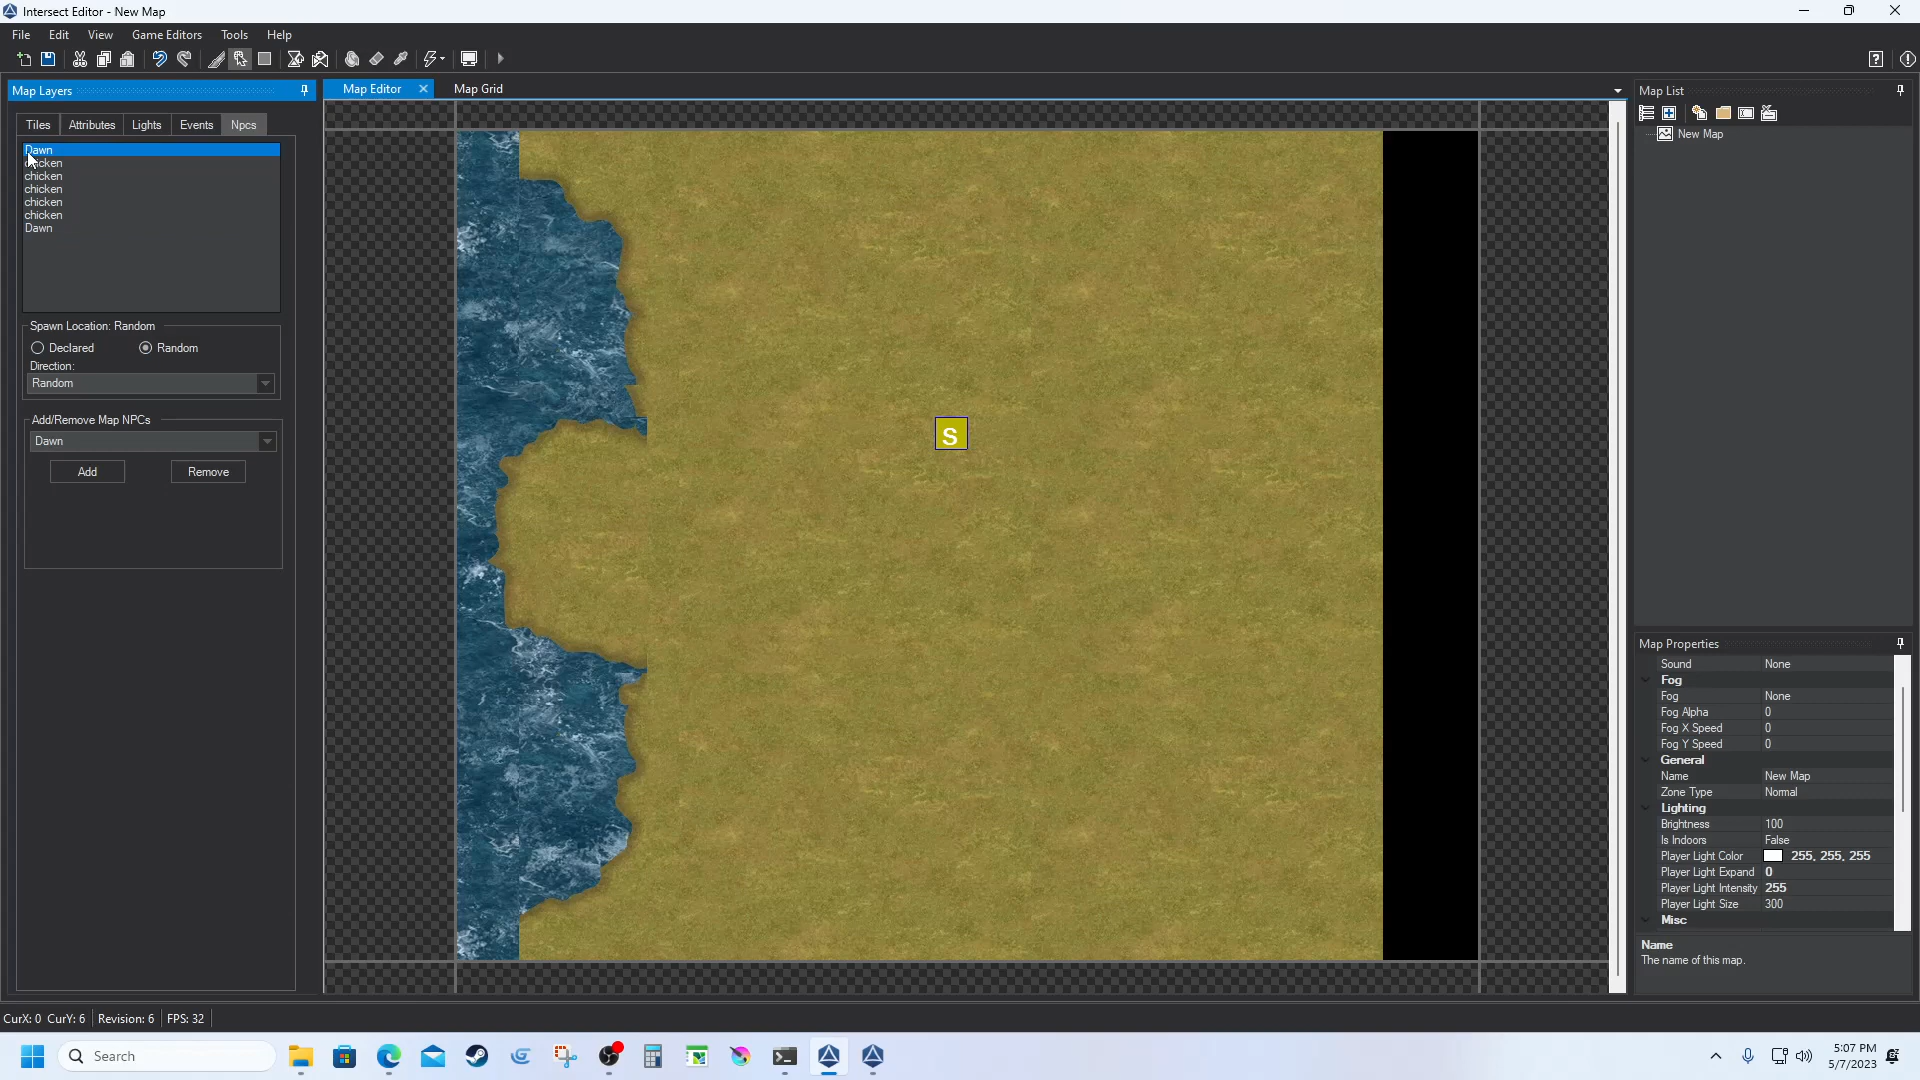 Intersect Editor - New Map
File Edit View Game Editors Tools Help
Map Layers
Map Editor
Map Grid
Map List
Tiles Attributes Lights Events Npcs
New Map
Dawn
chicken
chicken
chicken
chicken
chicken
Dawn
Spawn Location: Random
Declared Random
Direction:
Random
Add/Remove Map NPCs
Dawn
Add Remove
S
Map Properties
Sound None
Fog
Fog None
Fog Alpha 0
Fog X Speed 0
Fog Y Speed 0
General
Name New Map
Zone Type Normal
Lighting
Brightness 100
Is Indoors False
Player Light Color 255, 255, 255
Player Light Expand 0
Player Light Intensity 255
Player Light Size 300
Misc
Name
The name of this map.
CurX: 0 CurY: 6 Revision: 6 FPS: 32
Search
5:07 PM
5/7/2023